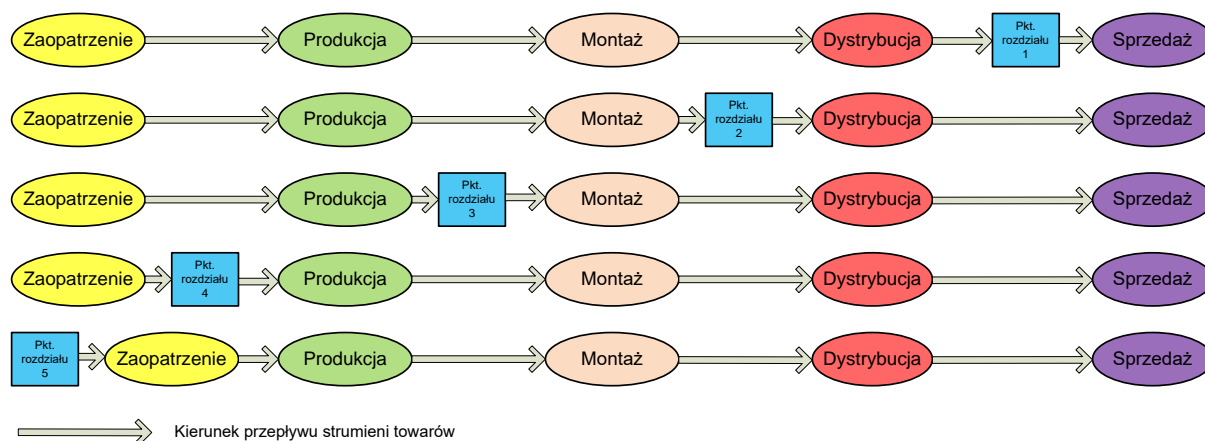 Zaopatrzenie Produkcja Montaż Dystrybucja Pkt. rozdziału 1 Sprzedaż
Zaopatrzenie Produkcja Montaż Pkt. rozdziału 2 Dystrybucja Sprzedaż
Zaopatrzenie Produkcja Pkt. rozdziału 3 Montaż Dystrybucja Sprzedaż
Zaopatrzenie Pkt. rozdziału 4 Produkcja Montaż Dystrybucja Sprzedaż
Pkt. rozdziału 5 Zaopatrzenie Produkcja Montaż Dystrybucja Sprzedaż
Kierunek przepływu strumieni towarów